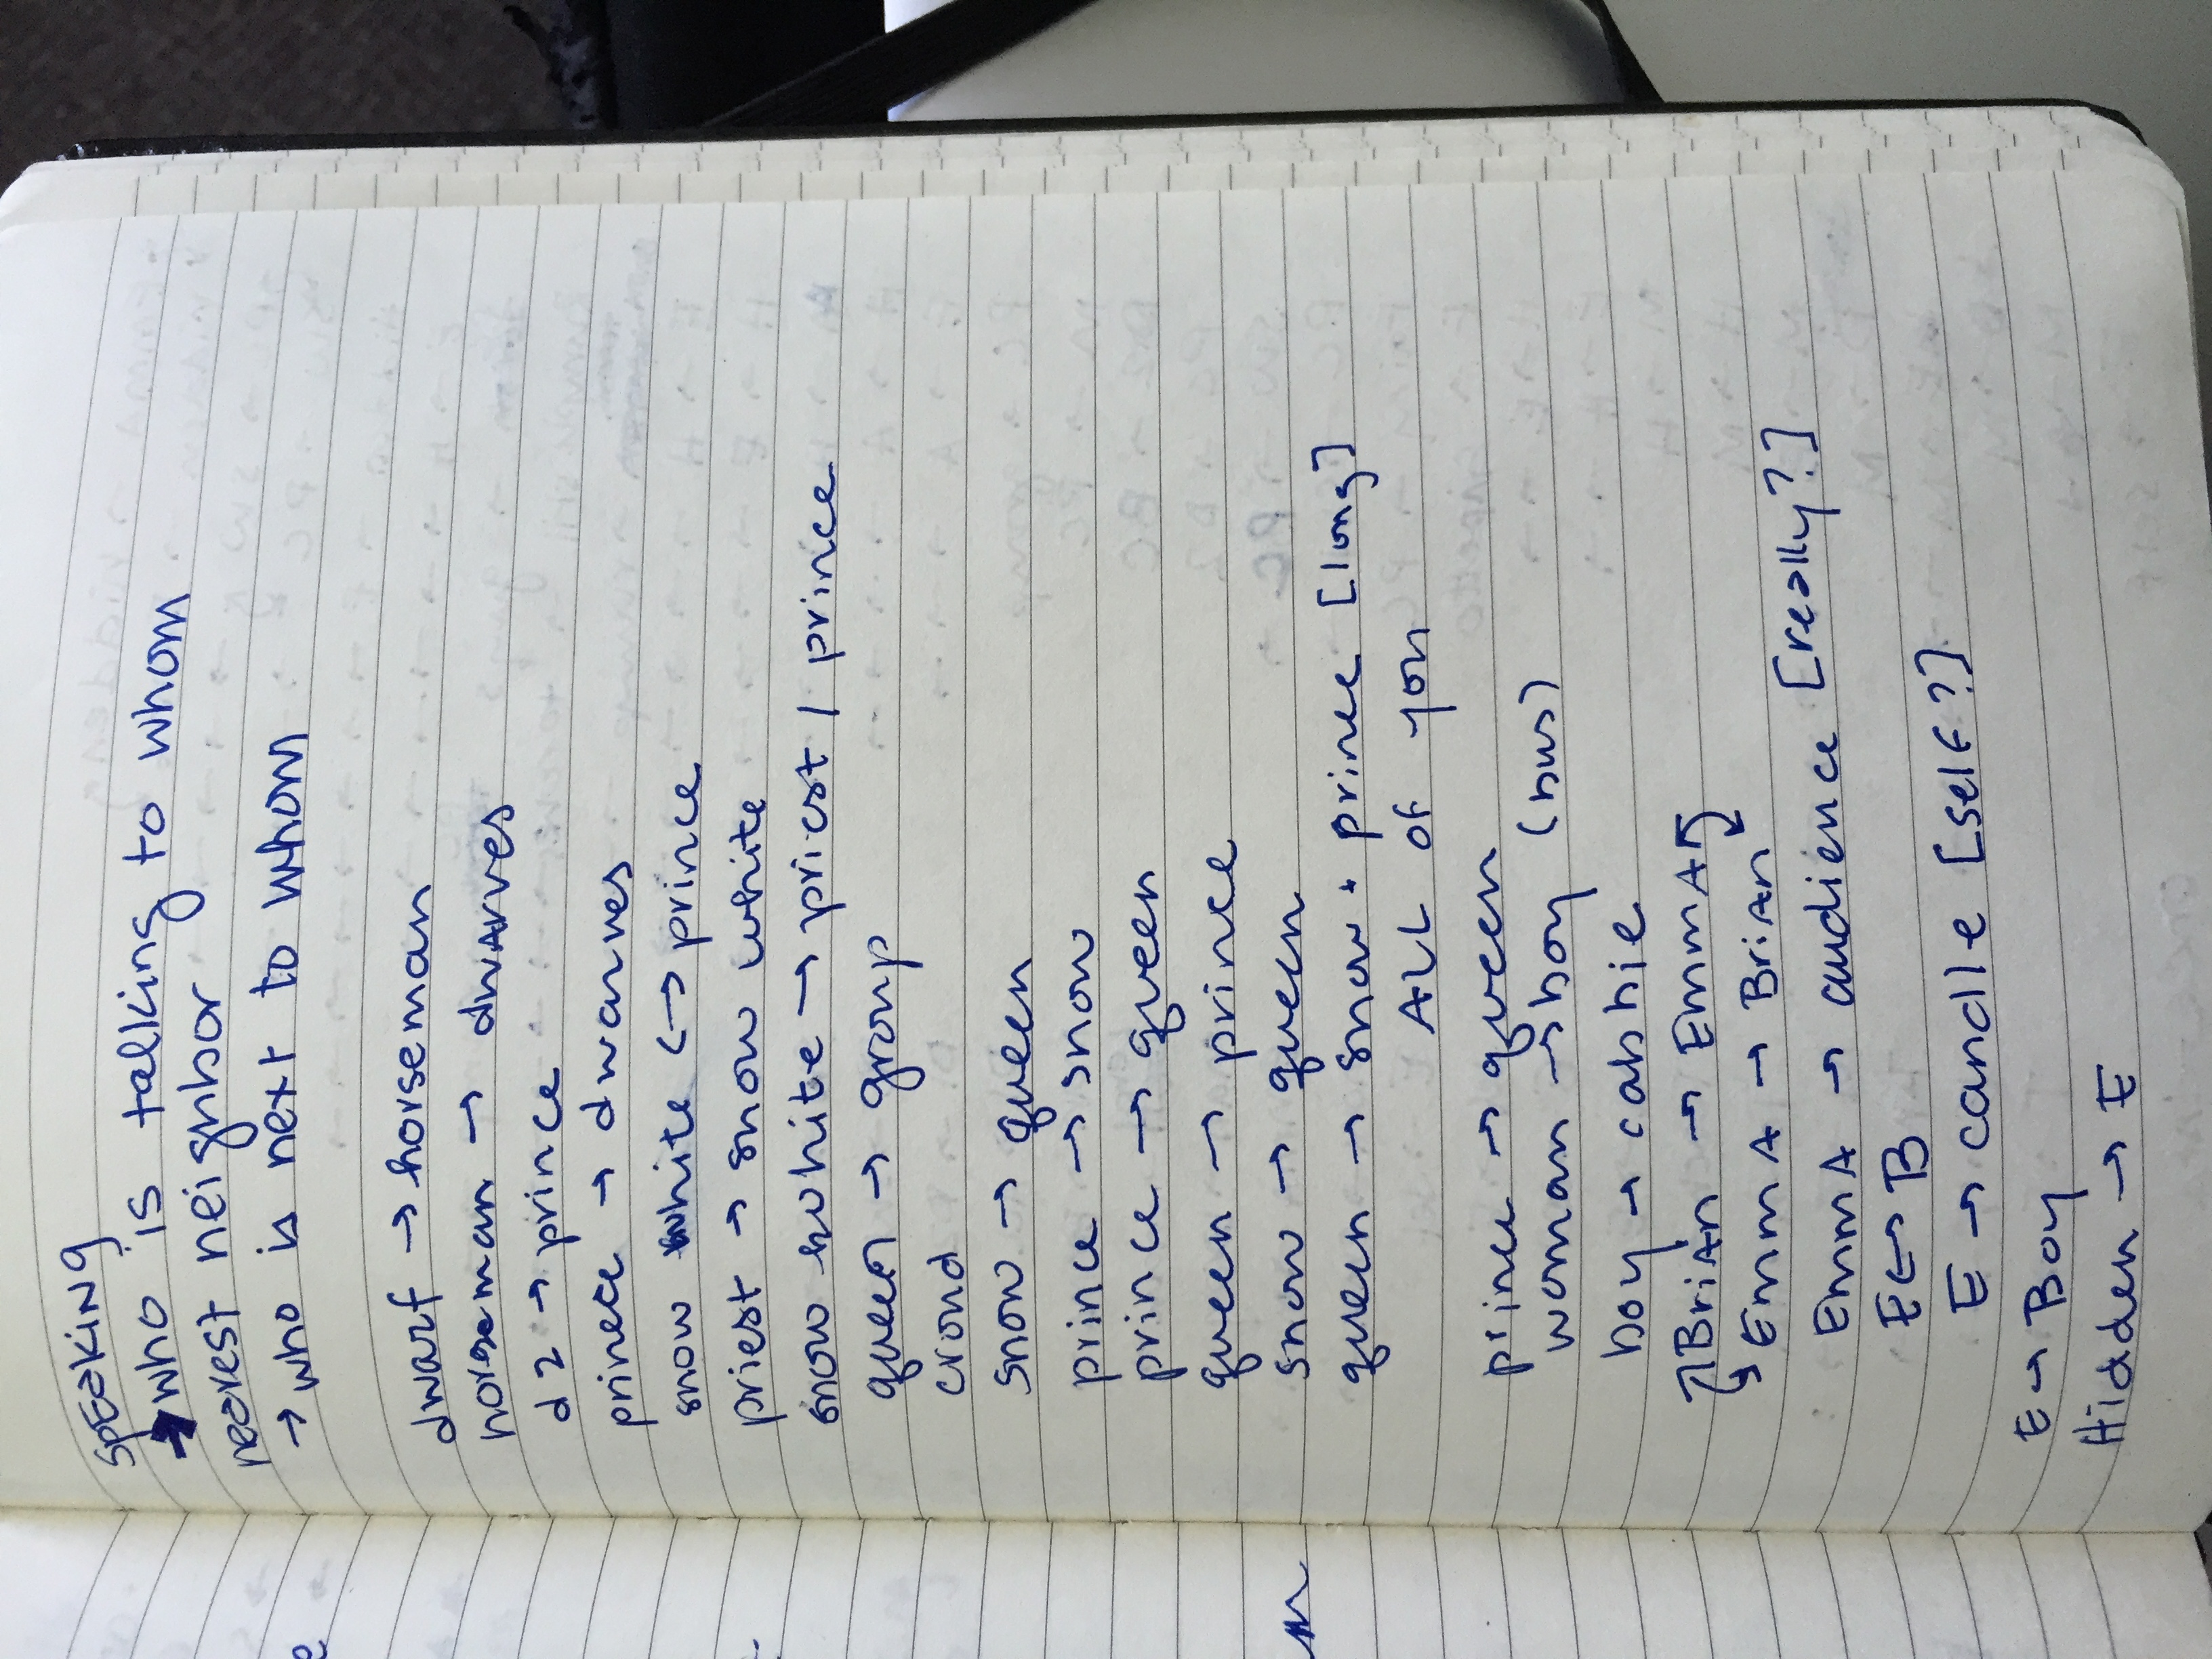 speaking
→ who is talking to whom
nearest neighbor
→ who is next to whom
dwarf → horseman
horseman → dwarves
d2 → prince
prince → dwarves
snow white ↔ prince
priest → snow white
snow white → priest / prince
queen → group
crowd
snow → queen
prince → snow
prince → queen
queen → prince
snow → queen
queen → snow + prince [long]
ALL of you
prince → queen
woman → boy (bus)
boy → cabbie
BriAn → EmmA
EmmA → BriAn
EmmA → audience [really?]
E ↔ B
E → candle [self?]
E → Boy
Hidden → E